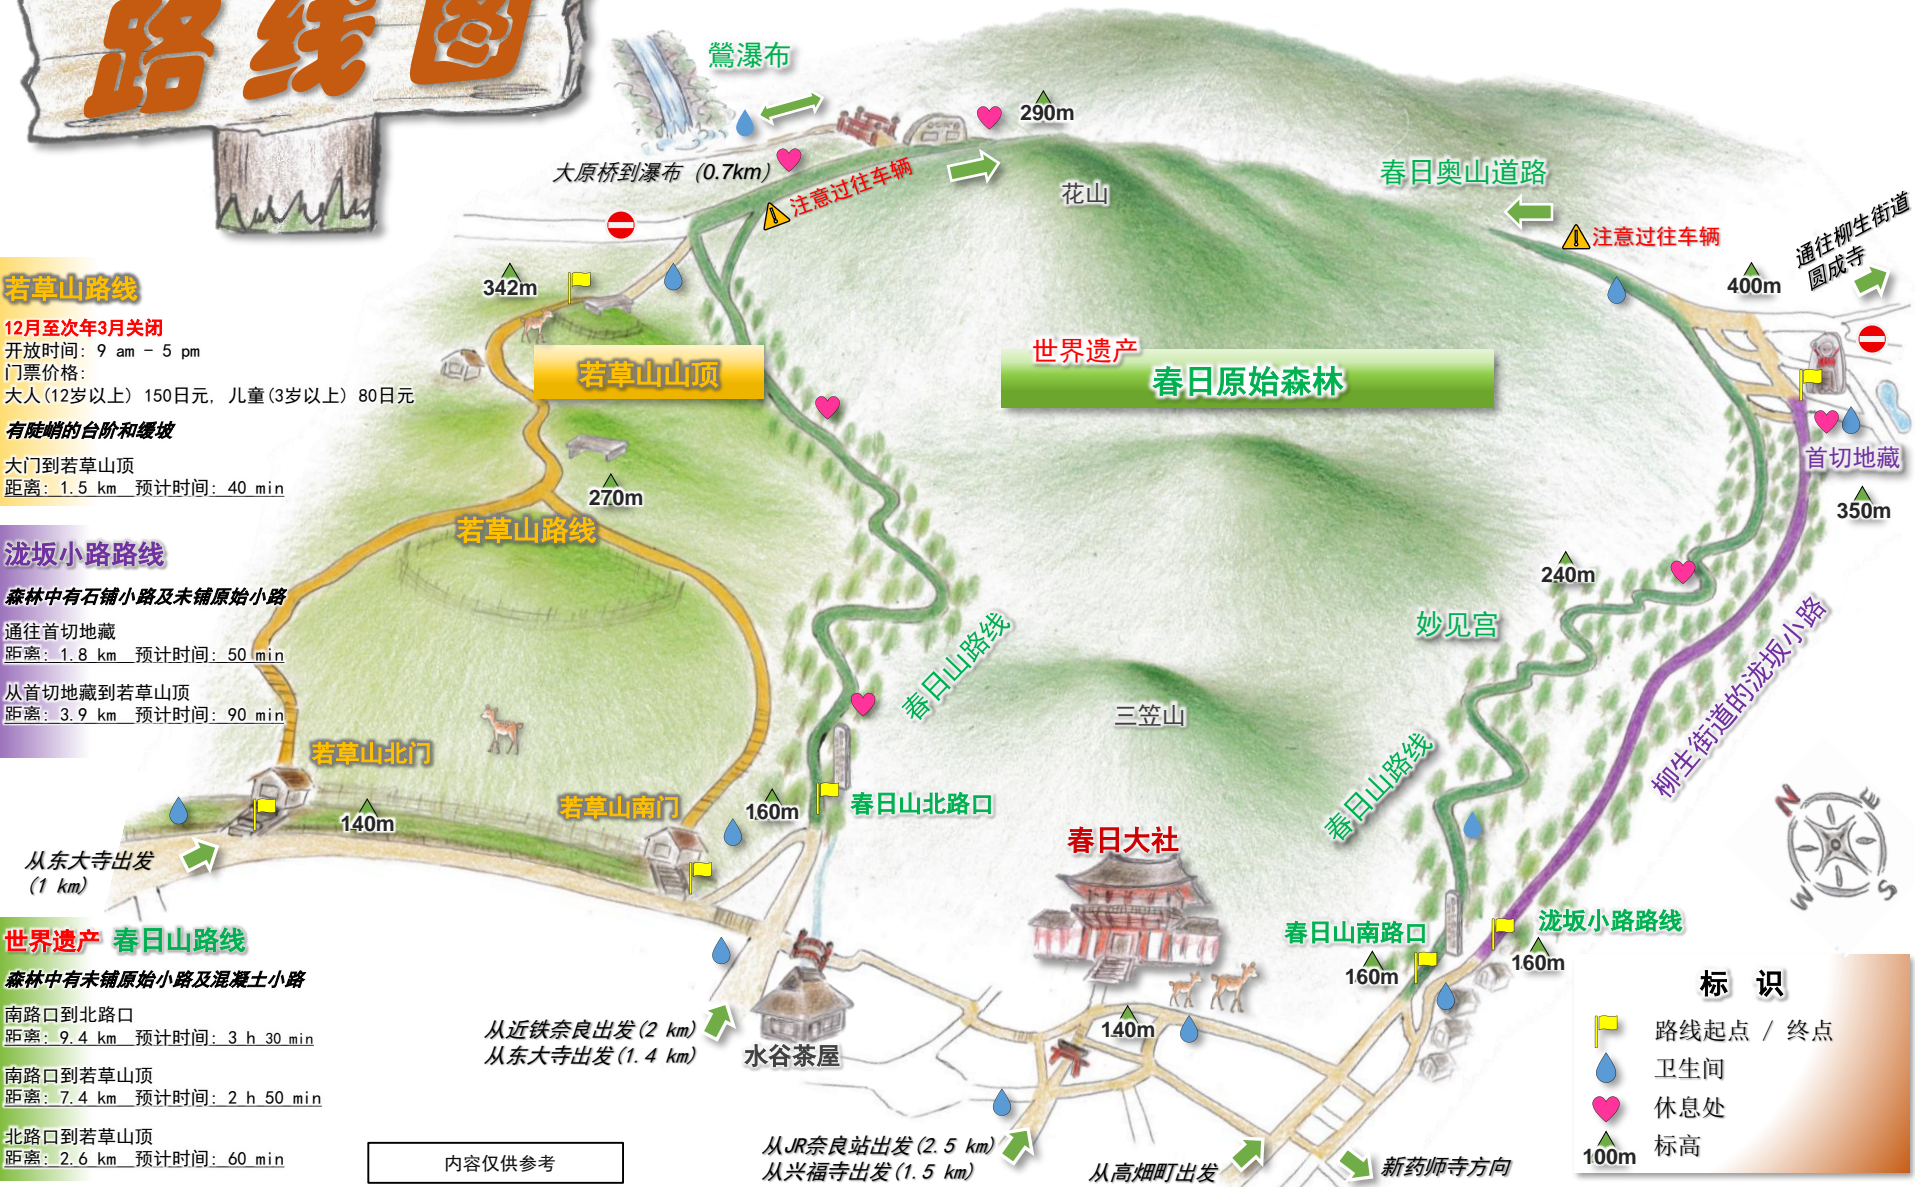 路线图
鶯瀑布
290m
大原桥到瀑布 (0.7km)
注意过往车辆
花山
春日奥山道路
注意过往车辆
通往柳生街道
圆成寺
400m
342m
若草山路线
12月至次年3月关闭
开放时间: 9 am - 5 pm
门票价格:
大人(12岁以上) 150日元, 儿童(3岁以上) 80日元
有陡峭的台阶和缓坡
大门到若草山顶
距离: 1.5 km 预计时间: 40 min
若草山山顶
世界遗产
春日原始森林
首切地藏
350m
270m
若草山路线
240m
泷坂小路路线
森林中有石铺小路及未铺原始小路
通往首切地藏
距离: 1.8 km 预计时间: 50 min
从首切地藏到若草山顶
距离: 3.9 km 预计时间: 90 min
春日山路线
妙见宫
柳生街道的泷坂小路
三笠山
春日山路线
若草山北门
140m
若草山南门
160m
春日山北路口
春日大社
从东大寺出发
(1 km)
N
E
W
S
世界遗产 春日山路线
森林中有未铺原始小路及混凝土小路
南路口到北路口
距离: 9.4 km 预计时间: 3 h 30 min
南路口到若草山顶
距离: 7.4 km 预计时间: 2 h 50 min
北路口到若草山顶
距离: 2.6 km 预计时间: 60 min
春日山南路口
160m
泷坂小路路线
160m
从近铁奈良出发(2 km)
从东大寺出发(1.4 km)
水谷茶屋
140m
标 识
路线起点 / 终点
卫生间
休息处
100m 标高
内容仅供参考
从JR奈良站出发(2.5 km)
从兴福寺出发(1.5 km)
从高畑町出发
新药师寺方向